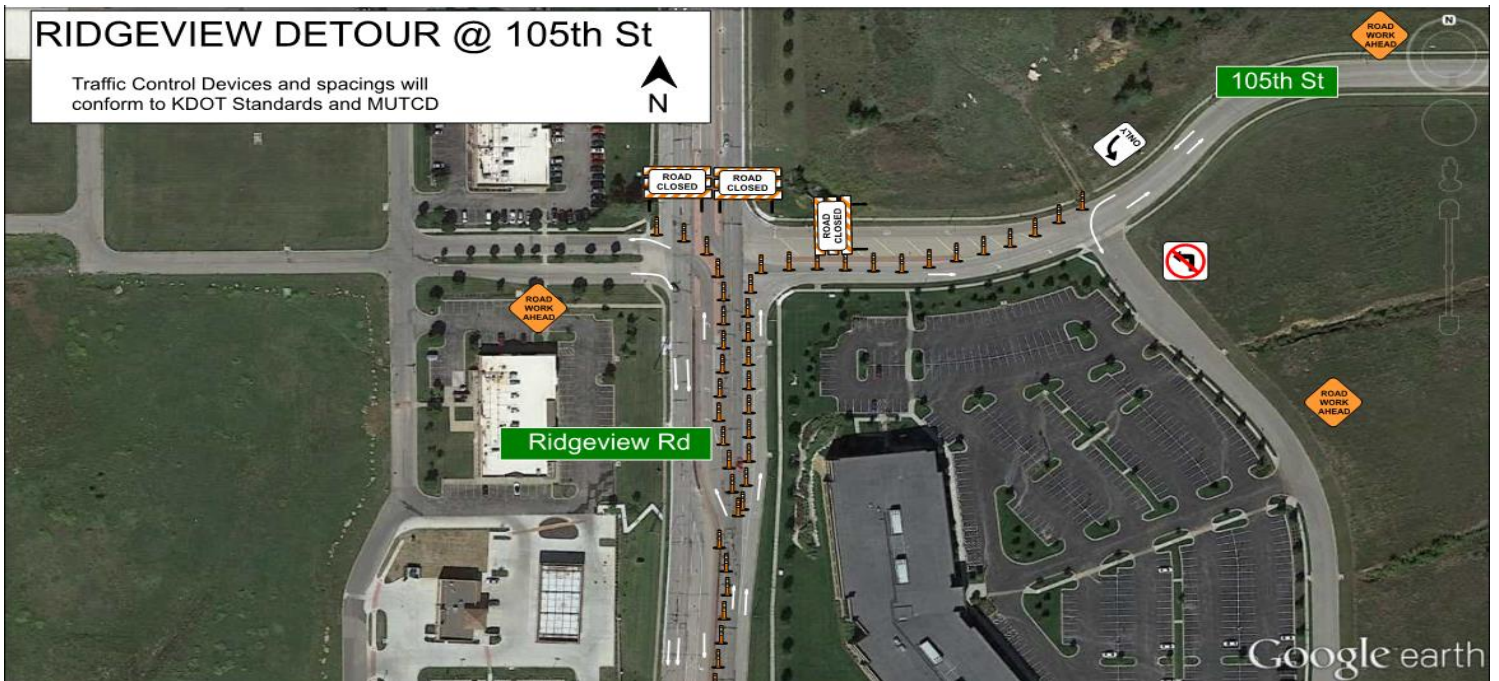 RIDGEVIEW DETOUR @ 105th St
Traffic Control Devices and spacings will
conform to KDOT Standards and MUTCD
N
ROAD
WORK
AHEAD
N
105th St
ONLY
ROAD
CLOSED
ROAD
CLOSED
ROAD
CLOSED
ROAD
WORK
AHEAD
ROAD
WORK
AHEAD
Ridgeview Rd
Google earth